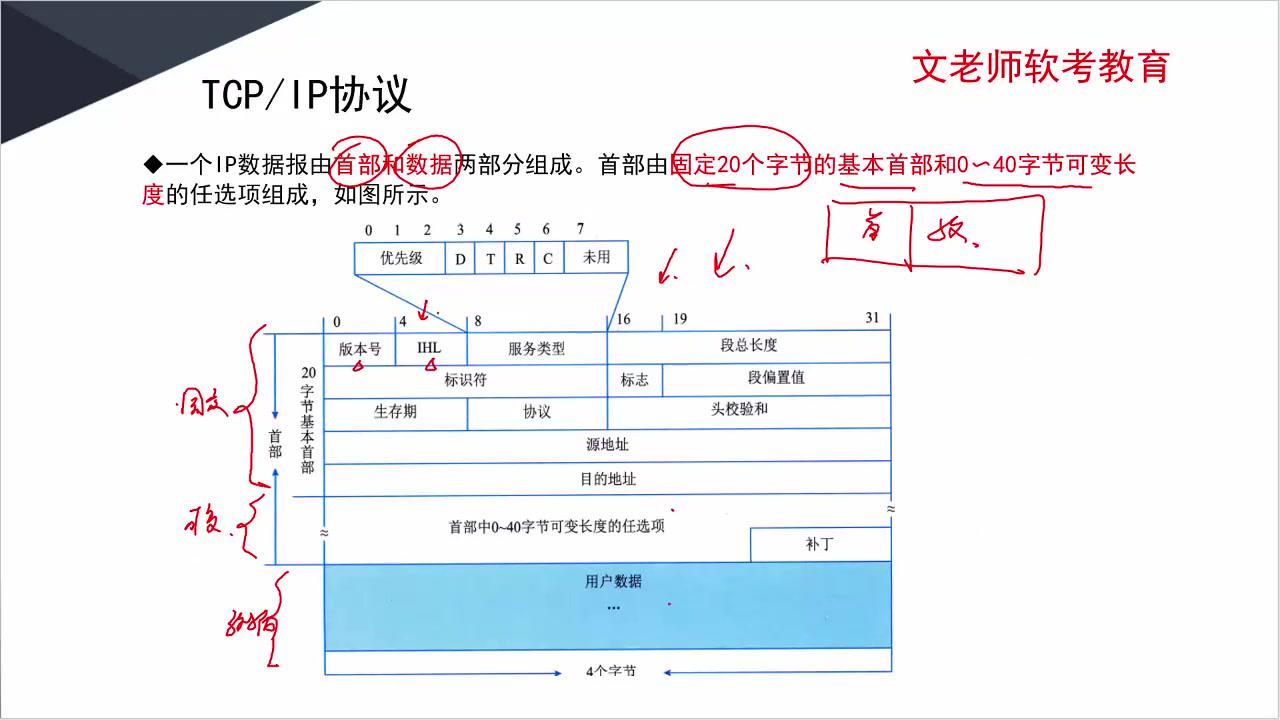 文老师软考教育
TCP/IP协议
◆一个IP数据报由首部和数据两部分组成。首部由固定20个字节的基本首部和0～40字节可变长
度的任选项组成，如图所示。
首 数
0 1 2 3 4 5 6 7
优先级 D T R C 未用
0 4 8 16 19 31
版本号 IHL 服务类型 段总长度
标识符 标志 段偏置值
生存期 协议 头校验和
源地址
目的地址
20字节基本首部
首部
固定
可变
首部中0~40字节可变长度的任选项
补丁
用户数据
…
数据
4个字节